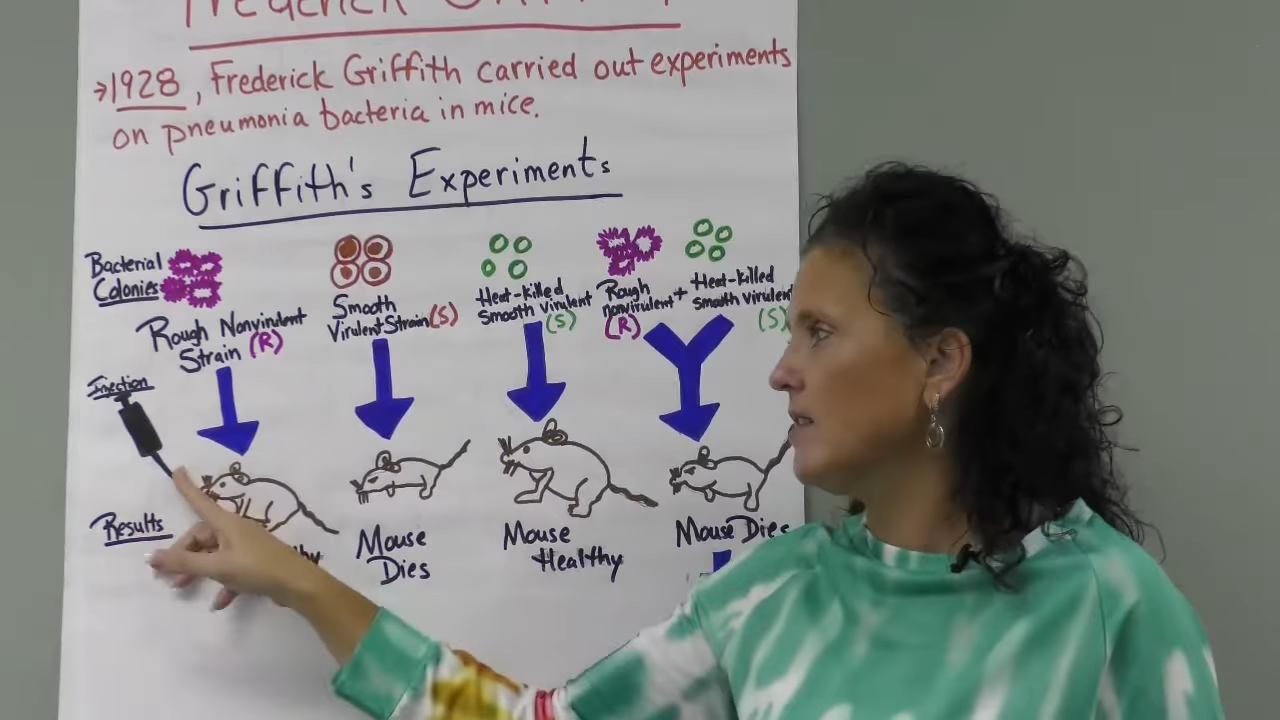 Frederick
→1928, Frederick Griffith carried out experiments
on pneumonia bacteria in mice.
Griffith's Experiments
Bacterial
Colonies
Rough Nonvirulent
Strain (R)
Smooth
Virulent Strain (S)
Heat-killed
Smooth virulent
(S)
Rough
nonvirulent
(R)
+
Heat-killed
Smooth virulent
(S)
Injection
Results
Mouse
Dies
Mouse
Healthy
Mouse Dies